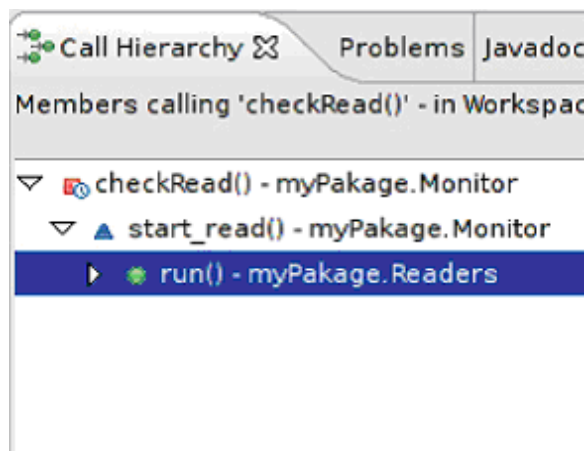 Call Hierarchy Problems Javadoc
Members calling 'checkRead()' - in Workspac
checkRead() - myPakage.Monitor
start_read() - myPakage.Monitor
run() - myPakage.Readers